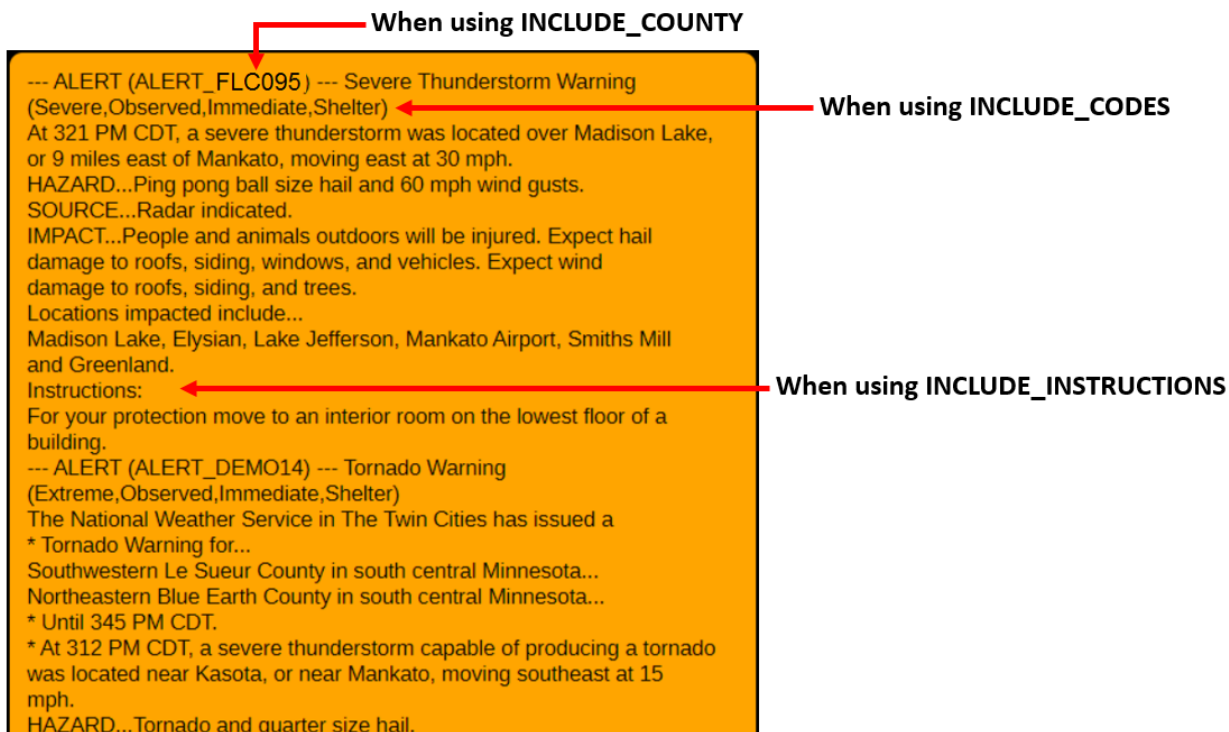 When using INCLUDE_COUNTY
--- ALERT (ALERT_FLC095) --- Severe Thunderstorm Warning
(Severe,Observed,Immediate,Shelter)
When using INCLUDE_CODES
At 321 PM CDT, a severe thunderstorm was located over Madison Lake,
or 9 miles east of Mankato, moving east at 30 mph.
HAZARD...Ping pong ball size hail and 60 mph wind gusts.
SOURCE...Radar indicated.
IMPACT...People and animals outdoors will be injured. Expect hail
damage to roofs, siding, windows, and vehicles. Expect wind
damage to roofs, siding, and trees.
Locations impacted include...
Madison Lake, Elysian, Lake Jefferson, Mankato Airport, Smiths Mill
and Greenland.
Instructions:
When using INCLUDE_INSTRUCTIONS
For your protection move to an interior room on the lowest floor of a
building.
--- ALERT (ALERT_DEMO14) --- Tornado Warning
(Extreme,Observed,Immediate,Shelter)
The National Weather Service in The Twin Cities has issued a
* Tornado Warning for...
Southwestern Le Sueur County in south central Minnesota...
Northeastern Blue Earth County in south central Minnesota...
* Until 345 PM CDT.
* At 312 PM CDT, a severe thunderstorm capable of producing a tornado
was located near Kasota, or near Mankato, moving southeast at 15
mph.
HAZARD...Tornado and quarter size hail.